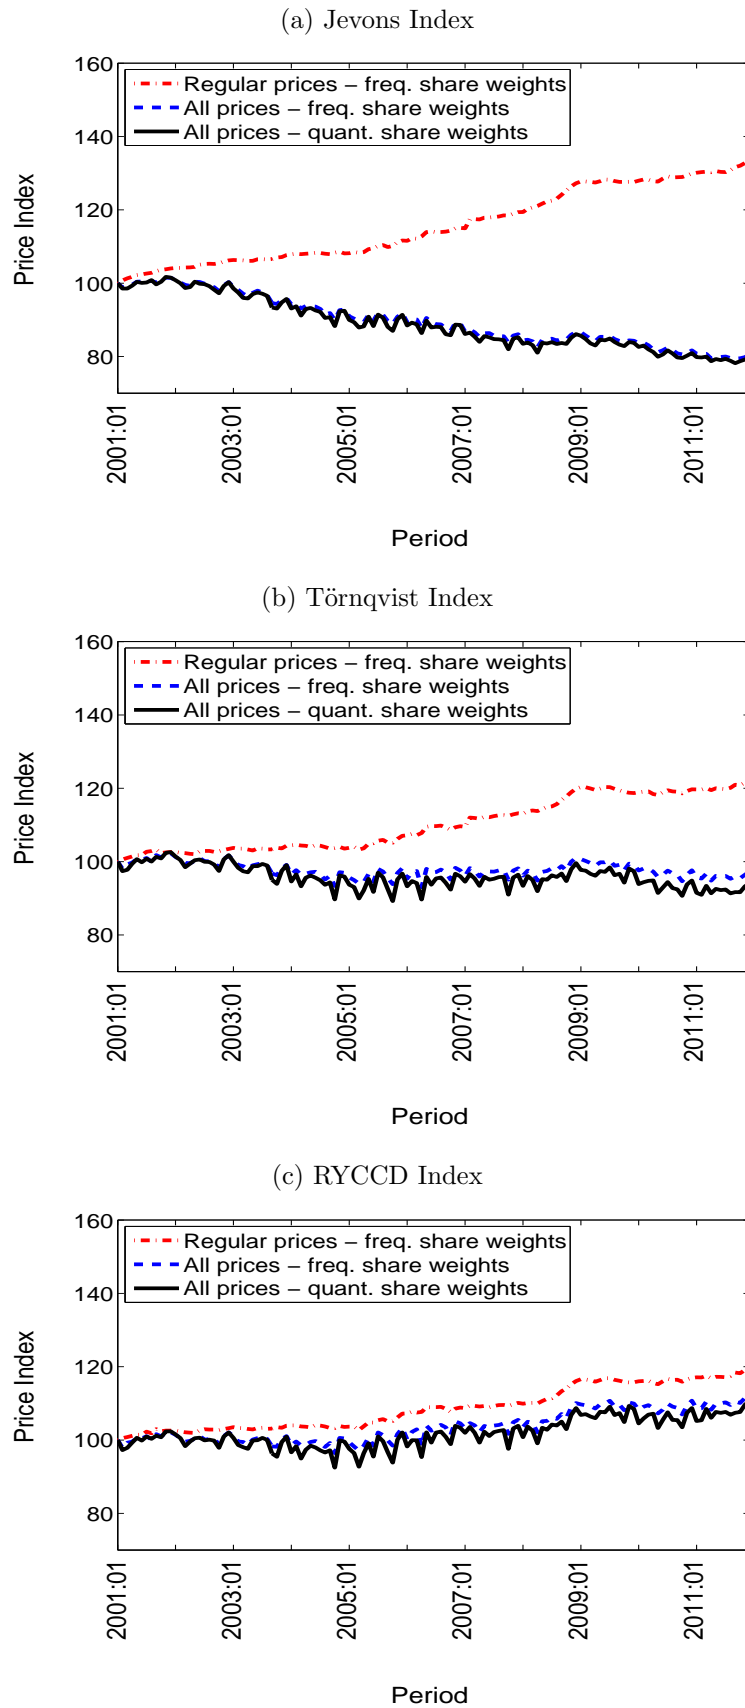 (a) Jevons Index
160
140
120
100
80
Price Index
Regular prices – freq. share weights
All prices – freq. share weights
All prices – quant. share weights
2001:01
2003:01
2005:01
2007:01
2009:01
2011:01
Period
(b) Törnqvist Index
160
140
120
100
80
Price Index
Regular prices – freq. share weights
All prices – freq. share weights
All prices – quant. share weights
2001:01
2003:01
2005:01
2007:01
2009:01
2011:01
Period
(c) RYCCD Index
160
140
120
100
80
Price Index
Regular prices – freq. share weights
All prices – freq. share weights
All prices – quant. share weights
2001:01
2003:01
2005:01
2007:01
2009:01
2011:01
Period